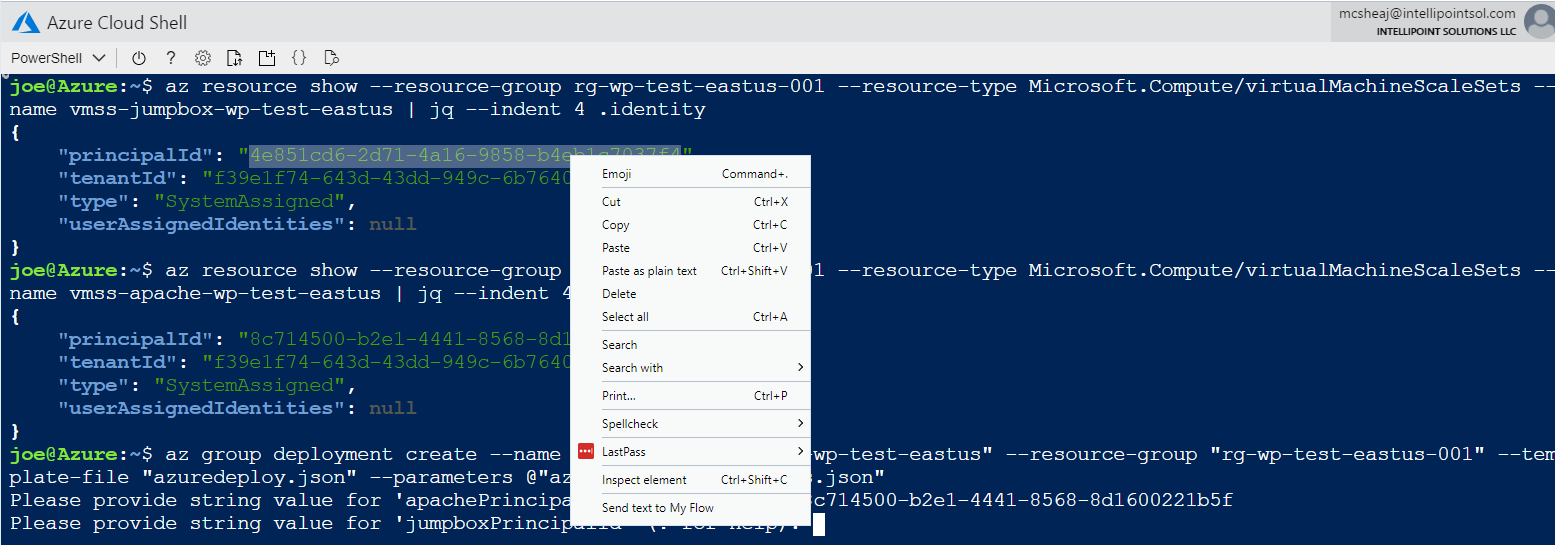 Azure Cloud Shell
mcsheaj@intellipointsol.com
INTELLIPOINT SOLUTIONS LLC
PowerShell
?
{}
joe@Azure:~$ az resource show --resource-group rg-wp-test-eastus-001 --resource-type Microsoft.Compute/virtualMachineScaleSets --
name vmss-jumpbox-wp-test-eastus | jq --indent 4 .identity
{
"principalId": "4e851cd6-2d71-4a16-9858-b4eb1c7037f4"
"tenantId": "f39e1f74-643d-43dd-949c-6b7640
"type": "SystemAssigned",
"userAssignedIdentities": null
}
joe@Azure:~$ az resource show --resource-group 01 --resource-type Microsoft.Compute/virtualMachineScaleSets --
name vmss-apache-wp-test-eastus | jq --indent 4
{
"principalId": "8c714500-b2e1-4441-8568-8d1
"tenantId": "f39e1f74-643d-43dd-949c-6b7640
"type": "SystemAssigned",
"userAssignedIdentities": null
}
joe@Azure:~$ az group deployment create --name -wp-test-eastus" --resource-group "rg-wp-test-eastus-001" --tem
plate-file "azuredeploy.json" --parameters @"az s.json"
Please provide string value for 'apachePrincipa 8c714500-b2e1-4441-8568-8d1600221b5f
Please provide string value for 'jumpboxPrincipalId' (? for help):
Emoji Command+.
Cut Ctrl+X
Copy Ctrl+C
Paste Ctrl+V
Paste as plain text Ctrl+Shift+V
Delete
Select all Ctrl+A
Search
Search with
Print... Ctrl+P
Spellcheck
LastPass
Inspect element Ctrl+Shift+C
Send text to My Flow